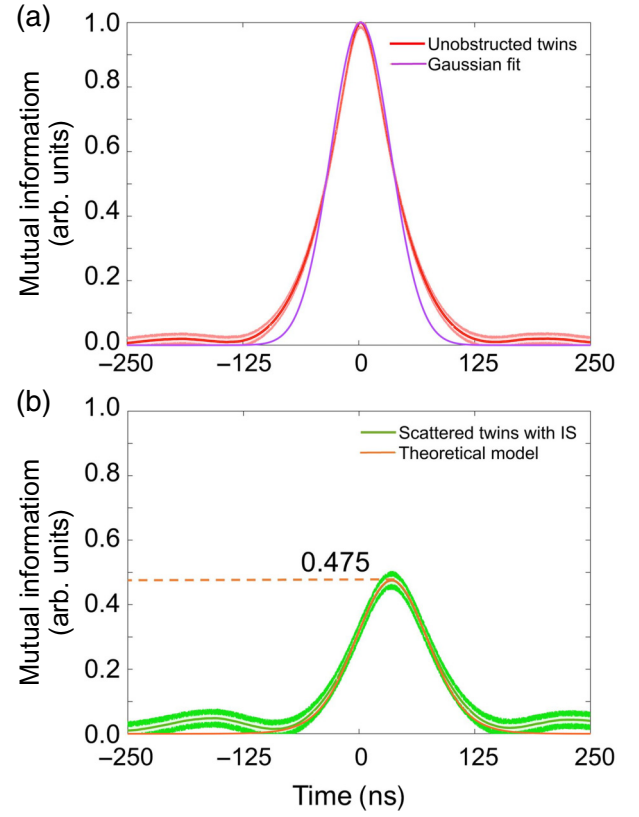 (a)
1.0
0.8
0.6
0.4
0.2
0.0
Mutual informatiom
(arb. units)
Unobstructed twins
Gaussian fit
−250
−125
0
125
250
(b)
1.0
0.8
0.6
0.4
0.2
0.0
Mutual informatiom
(arb. units)
Scattered twins with IS
Theoretical model
0.475
−250
−125
0
125
250
Time (ns)